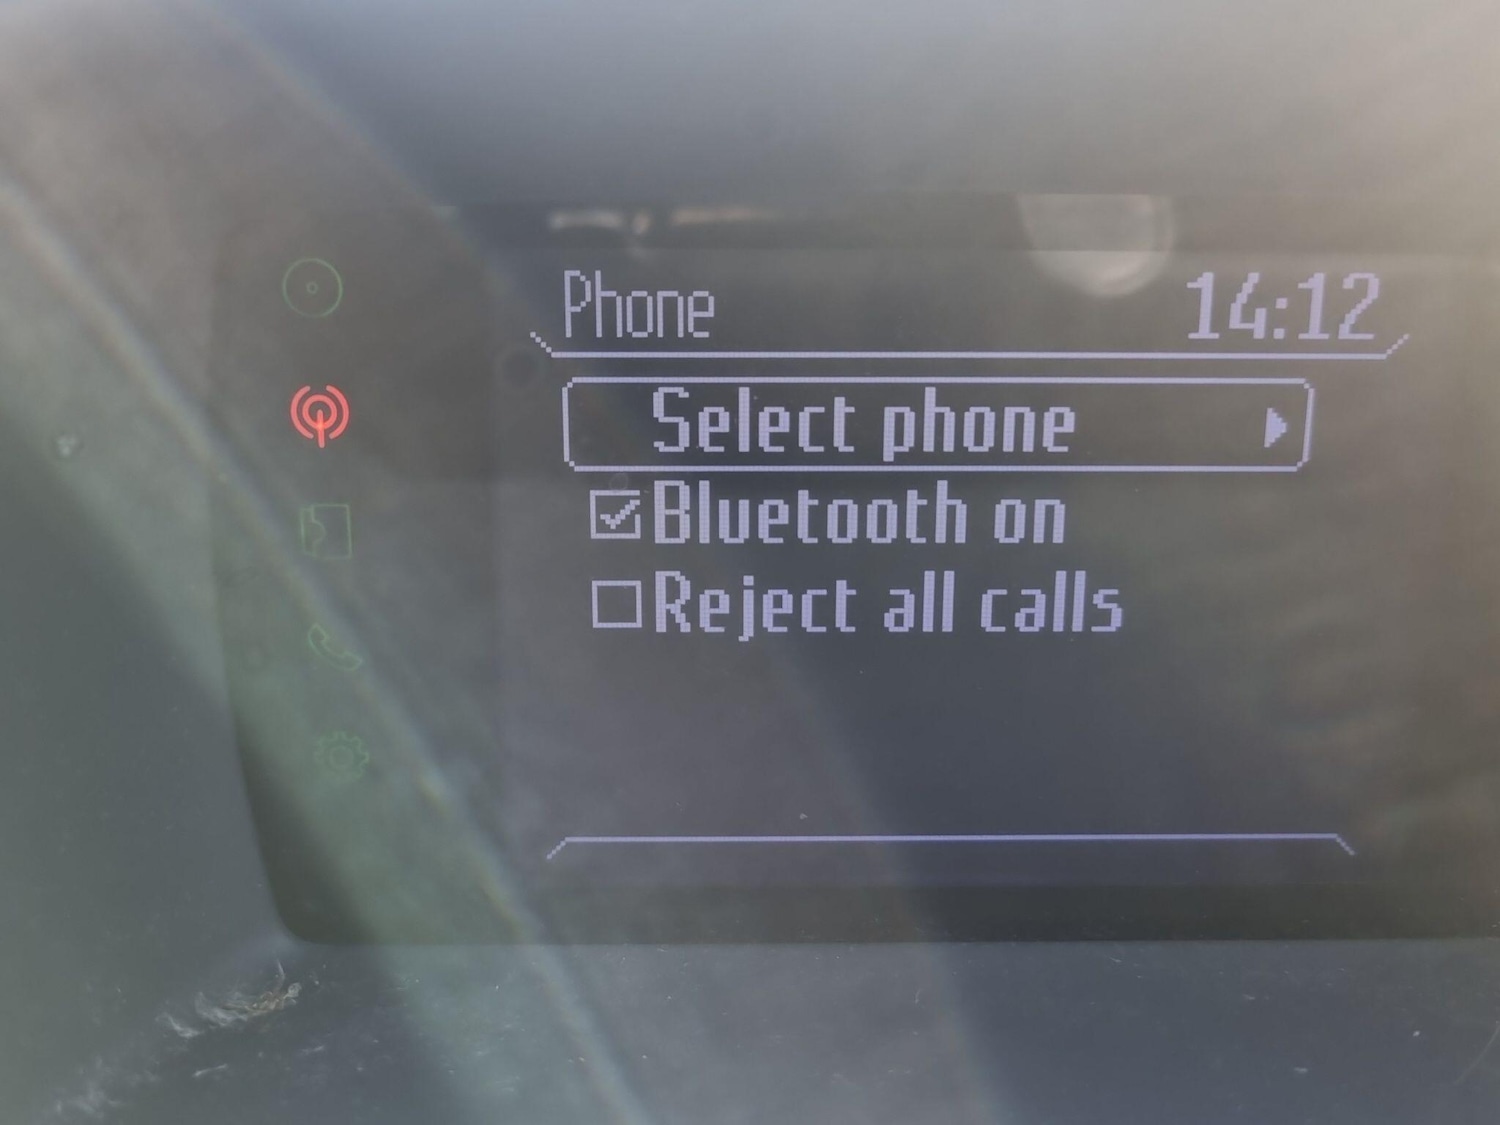 Phone 14:12
Select phone
Bluetooth on
Reject all calls